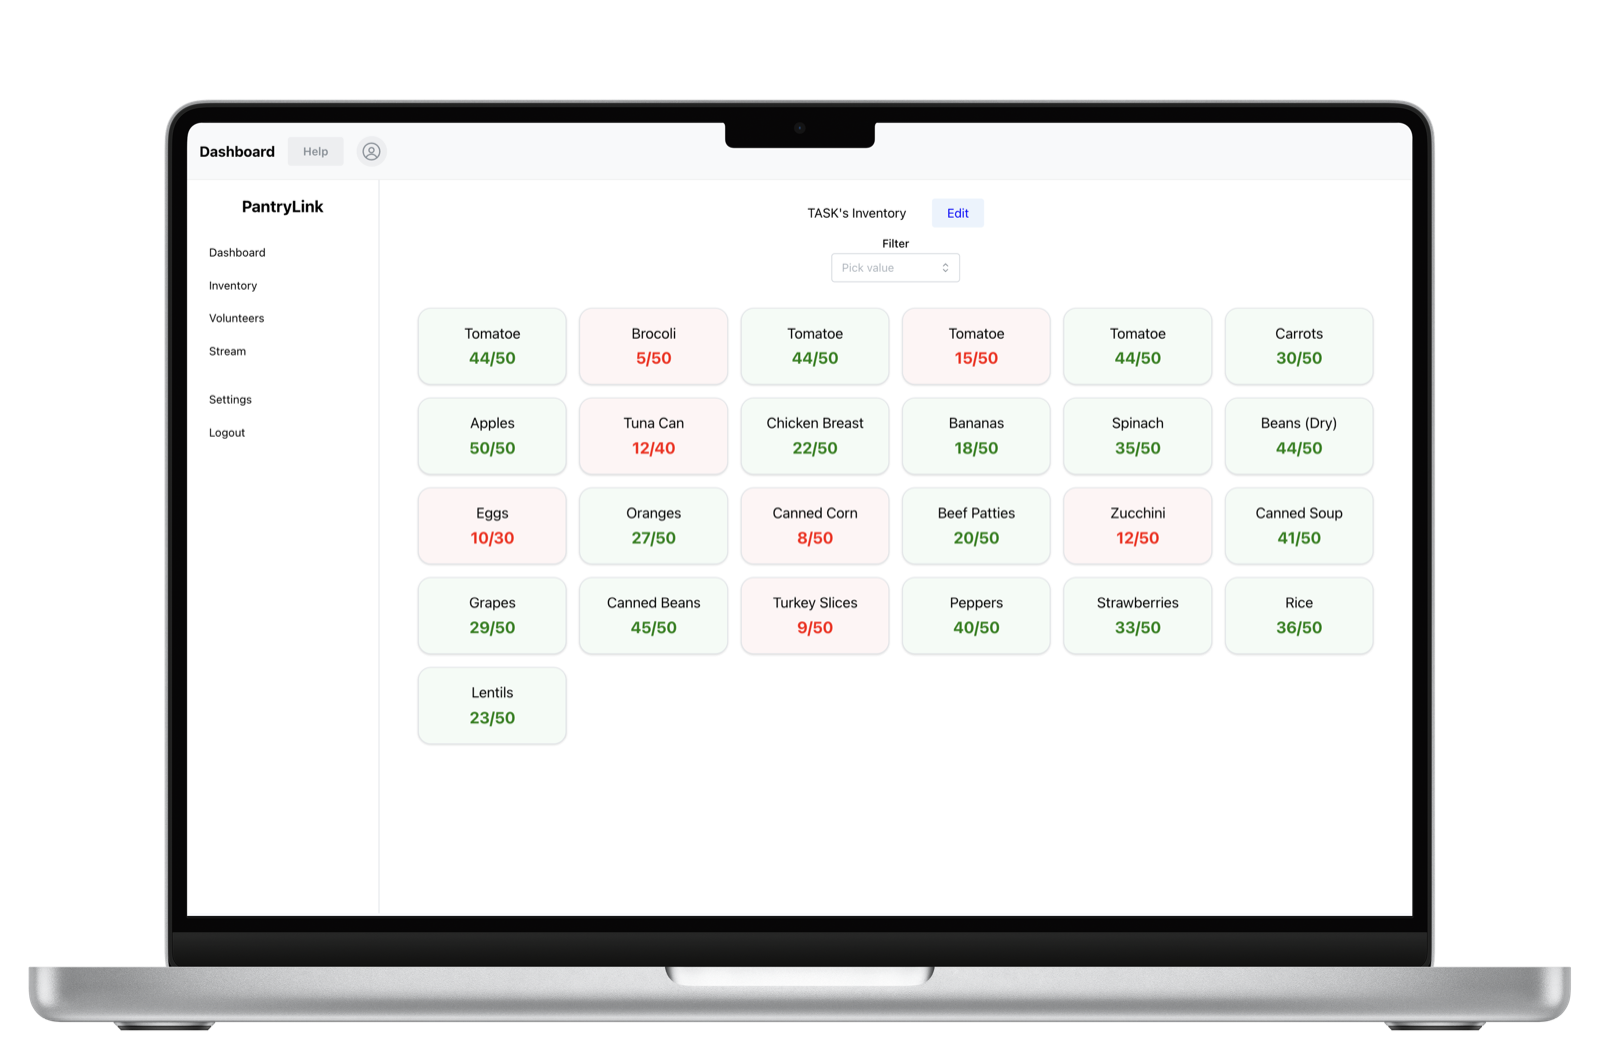 Dashboard Help
PantryLink
Dashboard
Inventory
Volunteers
Stream
Settings
Logout
TASK's Inventory Edit
Filter
Pick value
Tomatoe
44/50
Brocoli
5/50
Tomatoe
44/50
Tomatoe
15/50
Tomatoe
44/50
Carrots
30/50
Apples
50/50
Tuna Can
12/40
Chicken Breast
22/50
Bananas
18/50
Spinach
35/50
Beans (Dry)
44/50
Eggs
10/30
Oranges
27/50
Canned Corn
8/50
Beef Patties
20/50
Zucchini
12/50
Canned Soup
41/50
Grapes
29/50
Canned Beans
45/50
Turkey Slices
9/50
Peppers
40/50
Strawberries
33/50
Rice
36/50
Lentils
23/50